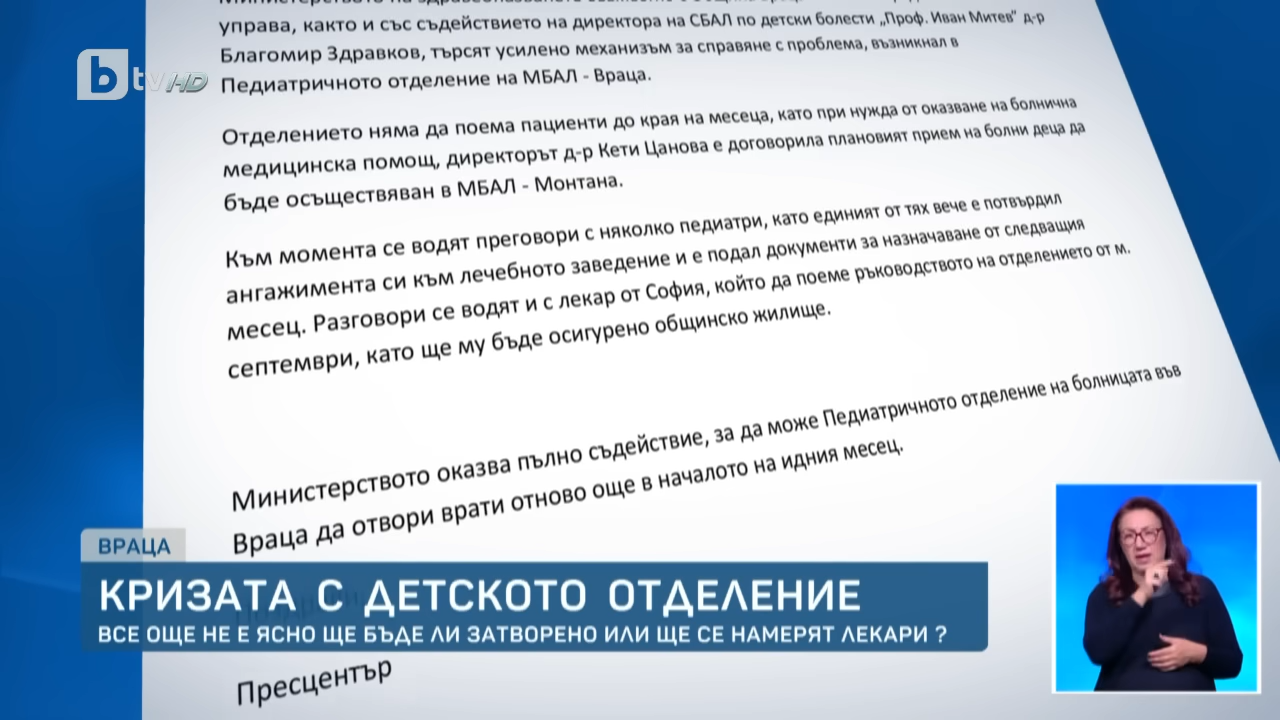 управа, както и със съдействието на директора на СБАЛ по детски болести „Проф. Иван Митев“ д-р
Благомир Здравков, търсят усилено механизъм за справяне с проблема, възникнал в
Педиатричното отделение на МБАЛ - Враца.
Отделението няма да поема пациенти до края на месеца, като при нужда от оказване на болнична
медицинска помощ, директорът д-р Кети Цанова е договорила плановият прием на болни деца да
бъде осъществяван в МБАЛ - Монтана.
Към момента се водят преговори с няколко педиатри, като единият от тях вече е потвърдил
ангажимента си към лечебното заведение и е подал документи за назначаване от следващия
месец. Разговори се водят и с лекар от София, който да поеме ръководството на отделението от м.
септември, като ще му бъде осигурено общинско жилище.
Министерството оказва пълно съдействие, за да може Педиатричното отделение на болницата във
Враца да отвори врати отново още в началото на идния месец.
Пресцентър
btv HD
ВРАЦА
КРИЗАТА С ДЕТСКОТО ОТДЕЛЕНИЕ
ВСЕ ОЩЕ НЕ Е ЯСНО ЩЕ БЪДЕ ЛИ ЗАТВОРЕНО ИЛИ ЩЕ СЕ НАМЕРЯТ ЛЕКАРИ ?